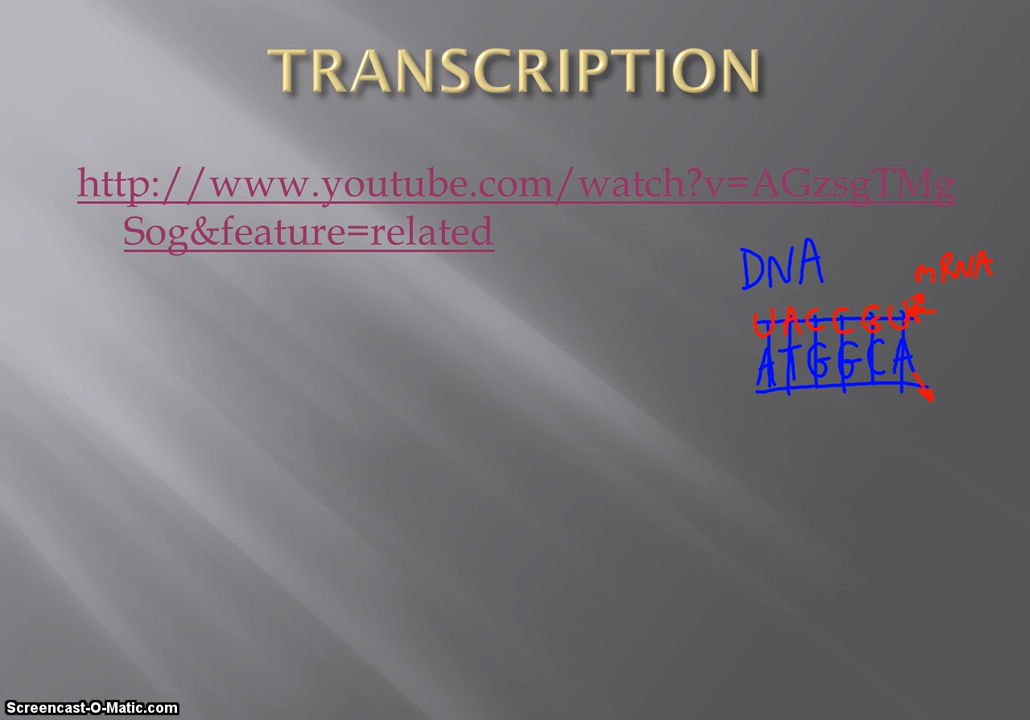 TRANSCRIPTION
http://www.youtube.com/watch?v=AGzsgTMg
Sog&feature=related
DNA
mRNA
UACCGU
ATGGCA
Screencast-O-Matic.com